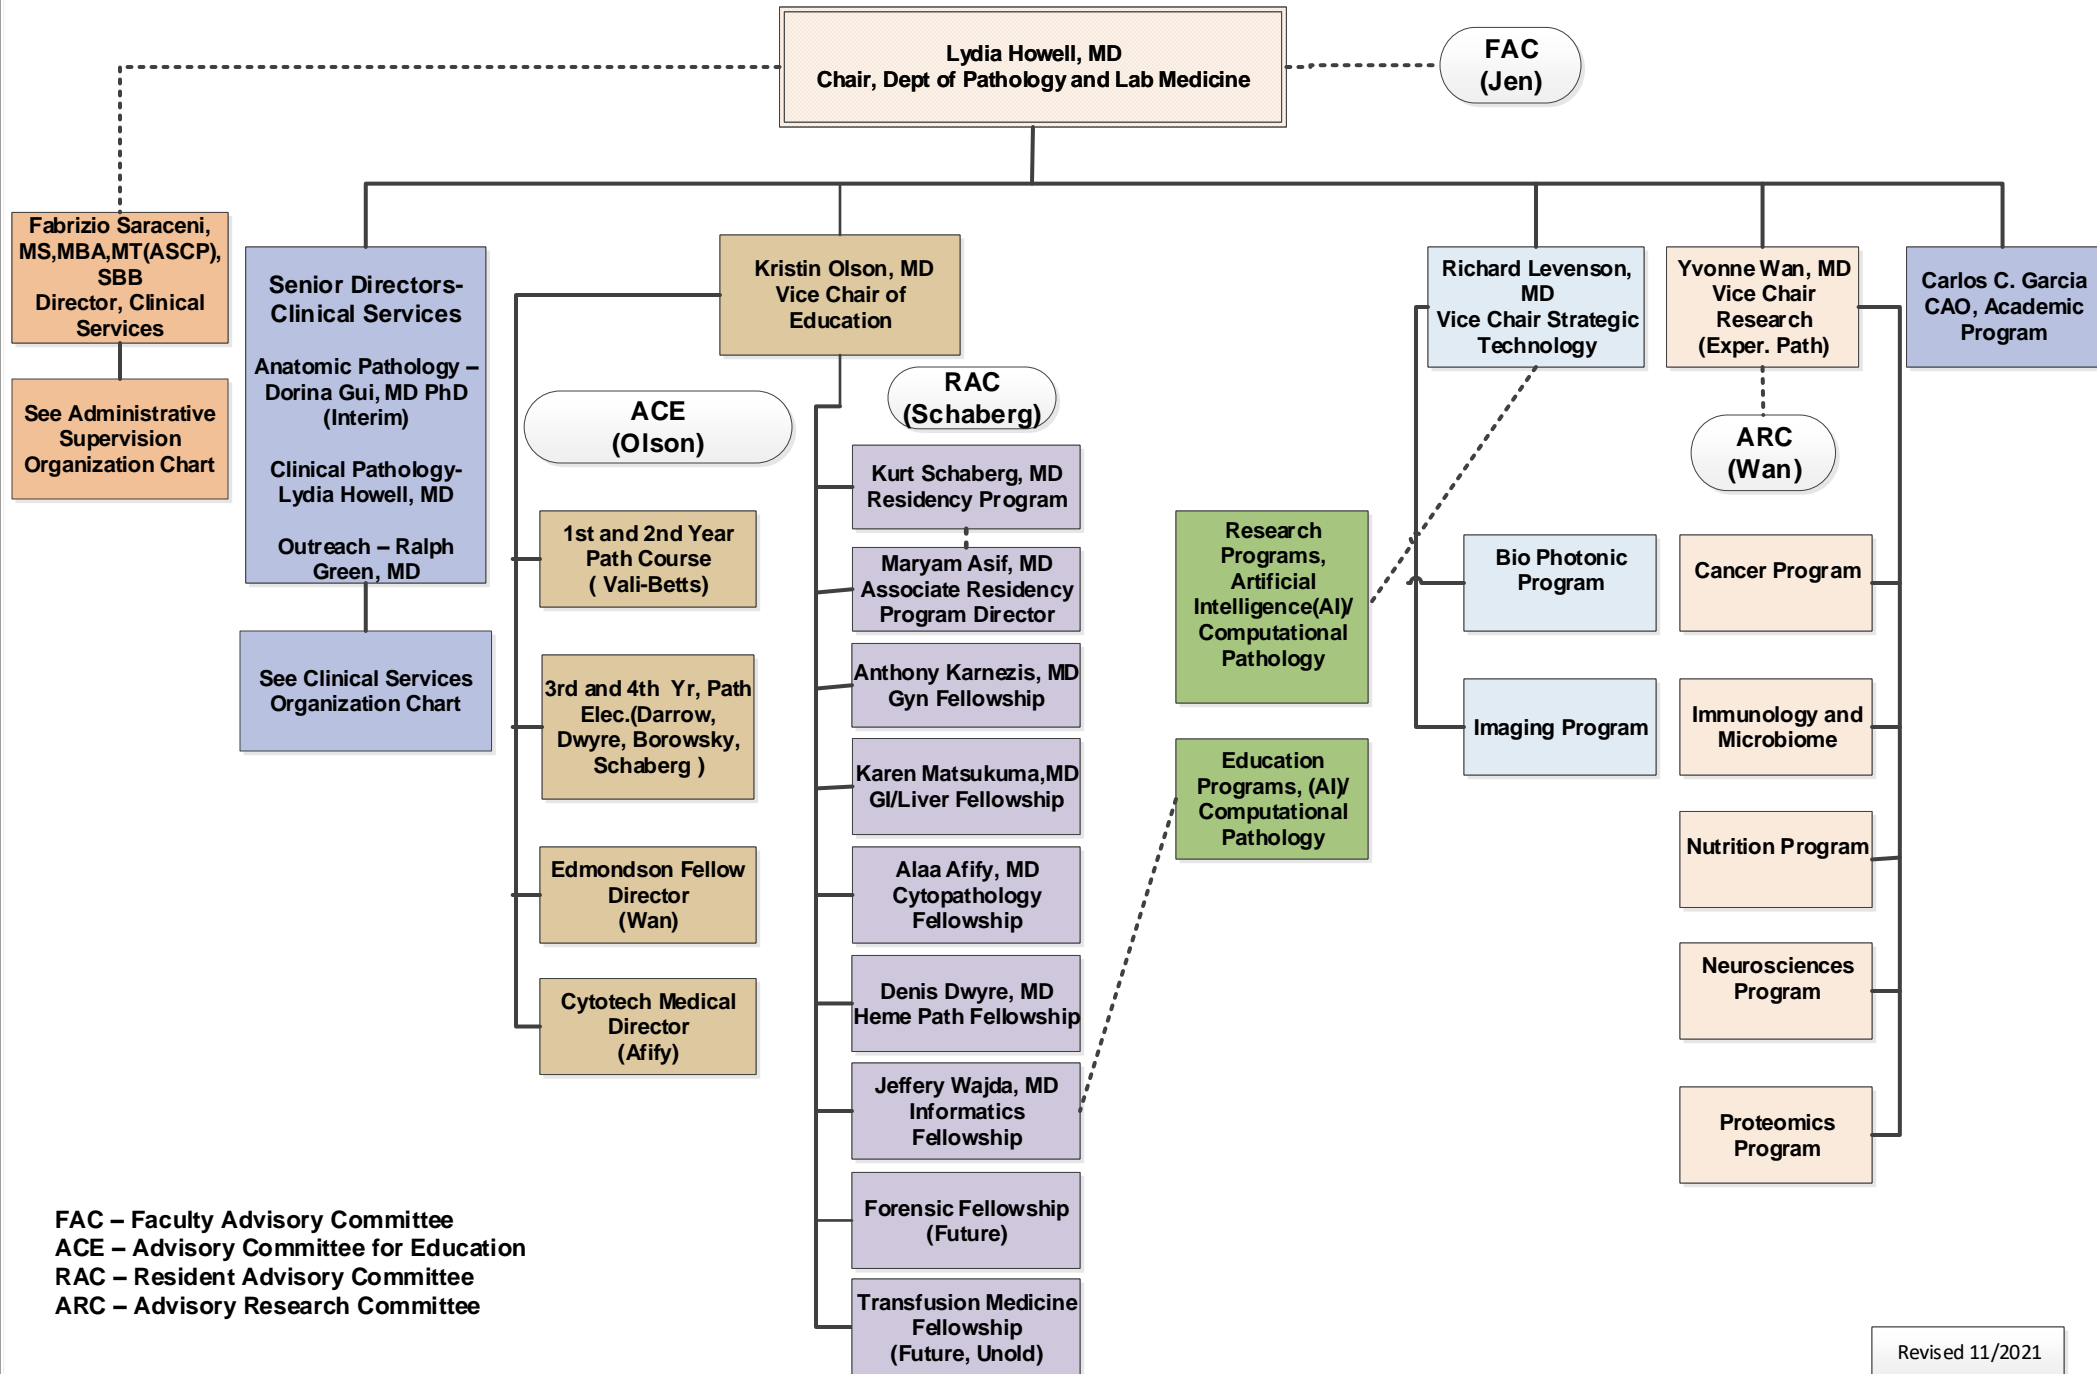 Lydia Howell, MD
Chair, Dept of Pathology and Lab Medicine
FAC
(Jen)
Fabrizio Saraceni,
MS,MBA,MT(ASCP),
SBB
Director, Clinical
Services
See Administrative
Supervision
Organization Chart
Senior Directors-
Clinical Services
Anatomic Pathology –
Dorina Gui, MD PhD
(Interim)
Clinical Pathology-
Lydia Howell, MD
Outreach – Ralph
Green, MD
See Clinical Services
Organization Chart
Kristin Olson, MD
Vice Chair of
Education
ACE
(Olson)
1st and 2nd Year
Path Course
( Vali-Betts)
3rd and 4th Yr, Path
Elec.(Darrow,
Dwyre, Borowsky,
Schaberg )
Edmondson Fellow
Director
(Wan)
Cytotech Medical
Director
(Afify)
RAC
(Schaberg)
Kurt Schaberg, MD
Residency Program
Maryam Asif, MD
Associate Residency
Program Director
Anthony Karnezis, MD
Gyn Fellowship
Karen Matsukuma,MD
GI/Liver Fellowship
Alaa Afify, MD
Cytopathology
Fellowship
Denis Dwyre, MD
Heme Path Fellowship
Jeffery Wajda, MD
Informatics
Fellowship
Forensic Fellowship
(Future)
Transfusion Medicine
Fellowship
(Future, Unold)
Research
Programs,
Artificial
Intelligence(AI)/
Computational
Pathology
Education
Programs, (AI)/
Computational
Pathology
Richard Levenson,
MD
Vice Chair Strategic
Technology
Bio Photonic
Program
Imaging Program
Yvonne Wan, MD
Vice Chair
Research
(Exper. Path)
ARC
(Wan)
Cancer Program
Immunology and
Microbiome
Nutrition Program
Neurosciences
Program
Proteomics
Program
Carlos C. Garcia
CAO, Academic
Program
FAC – Faculty Advisory Committee
ACE – Advisory Committee for Education
RAC – Resident Advisory Committee
ARC – Advisory Research Committee
Revised 11/2021